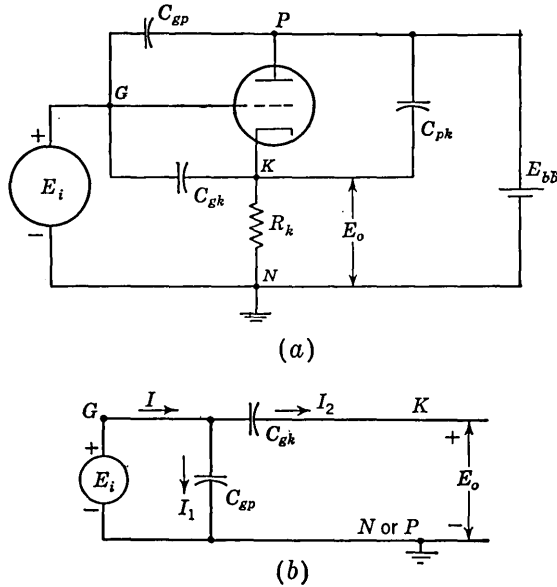 C_gp
P
G
C_pk
+
E_i
−
K
C_gk
E_bb
R_k
E_o
N
(a)
G
I
I_2
K
C_gk
+
+
E_i
C_gp
E_o
−
I_1
N or P
−
(b)